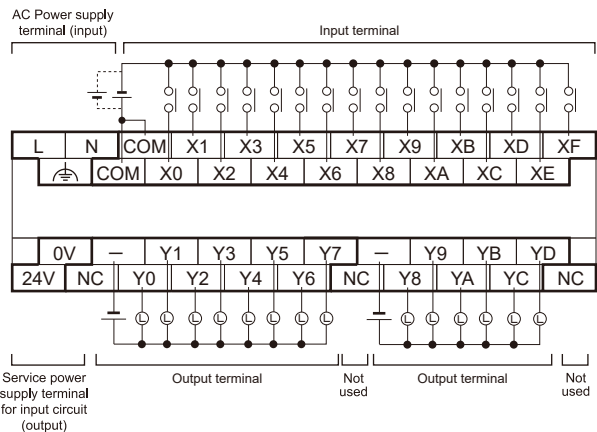 AC Power supply
terminal (input)
Input terminal
L N COM X1 X3 X5 X7 X9 XB XD XF
COM X0 X2 X4 X6 X8 XA XC XE
0V – Y1 Y3 Y5 Y7 – Y9 YB YD
24V NC Y0 Y2 Y4 Y6 NC Y8 YA YC NC
L L L L L L L L L L L L L L
Service power
supply terminal
for input circuit
(output)
Output terminal
Not
used
Output terminal
Not
used